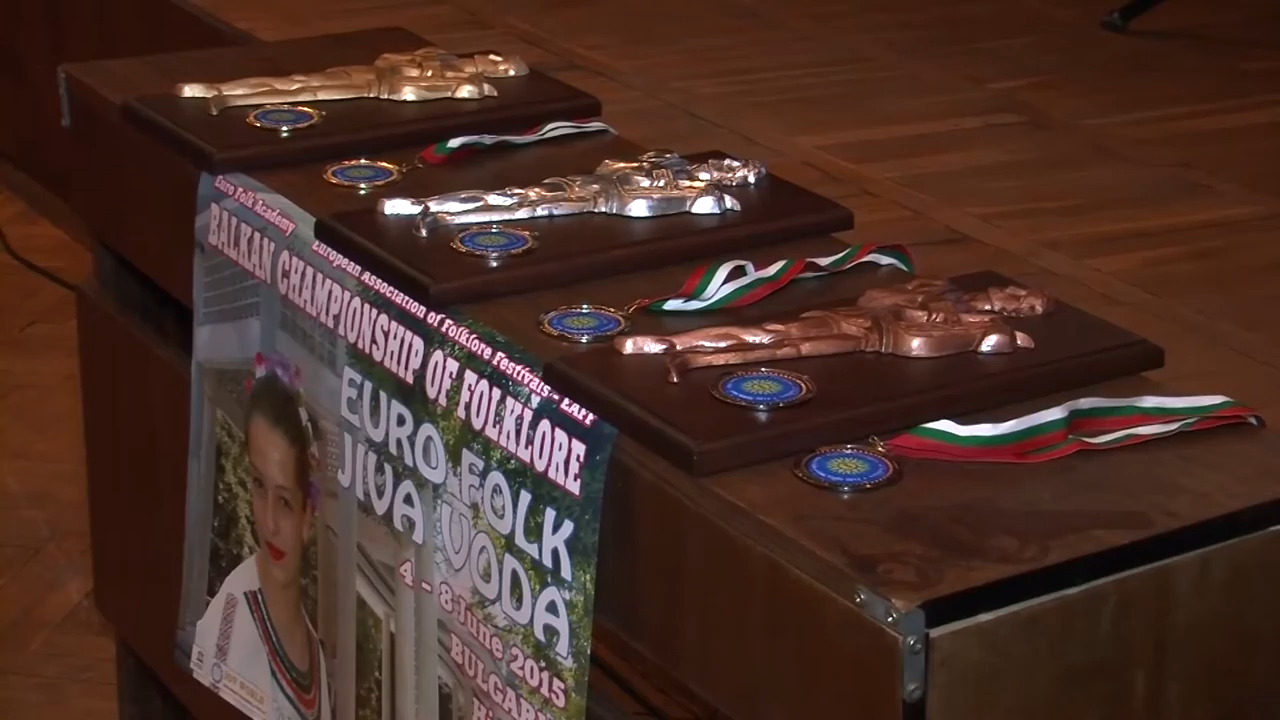 Euro Folk Academy
European Association of Folklore Festivals - EAFF
BALKAN CHAMPIONSHIP OF FOLKLORE
EURO FOLK
JIVA VODA
4 - 8 June 2015